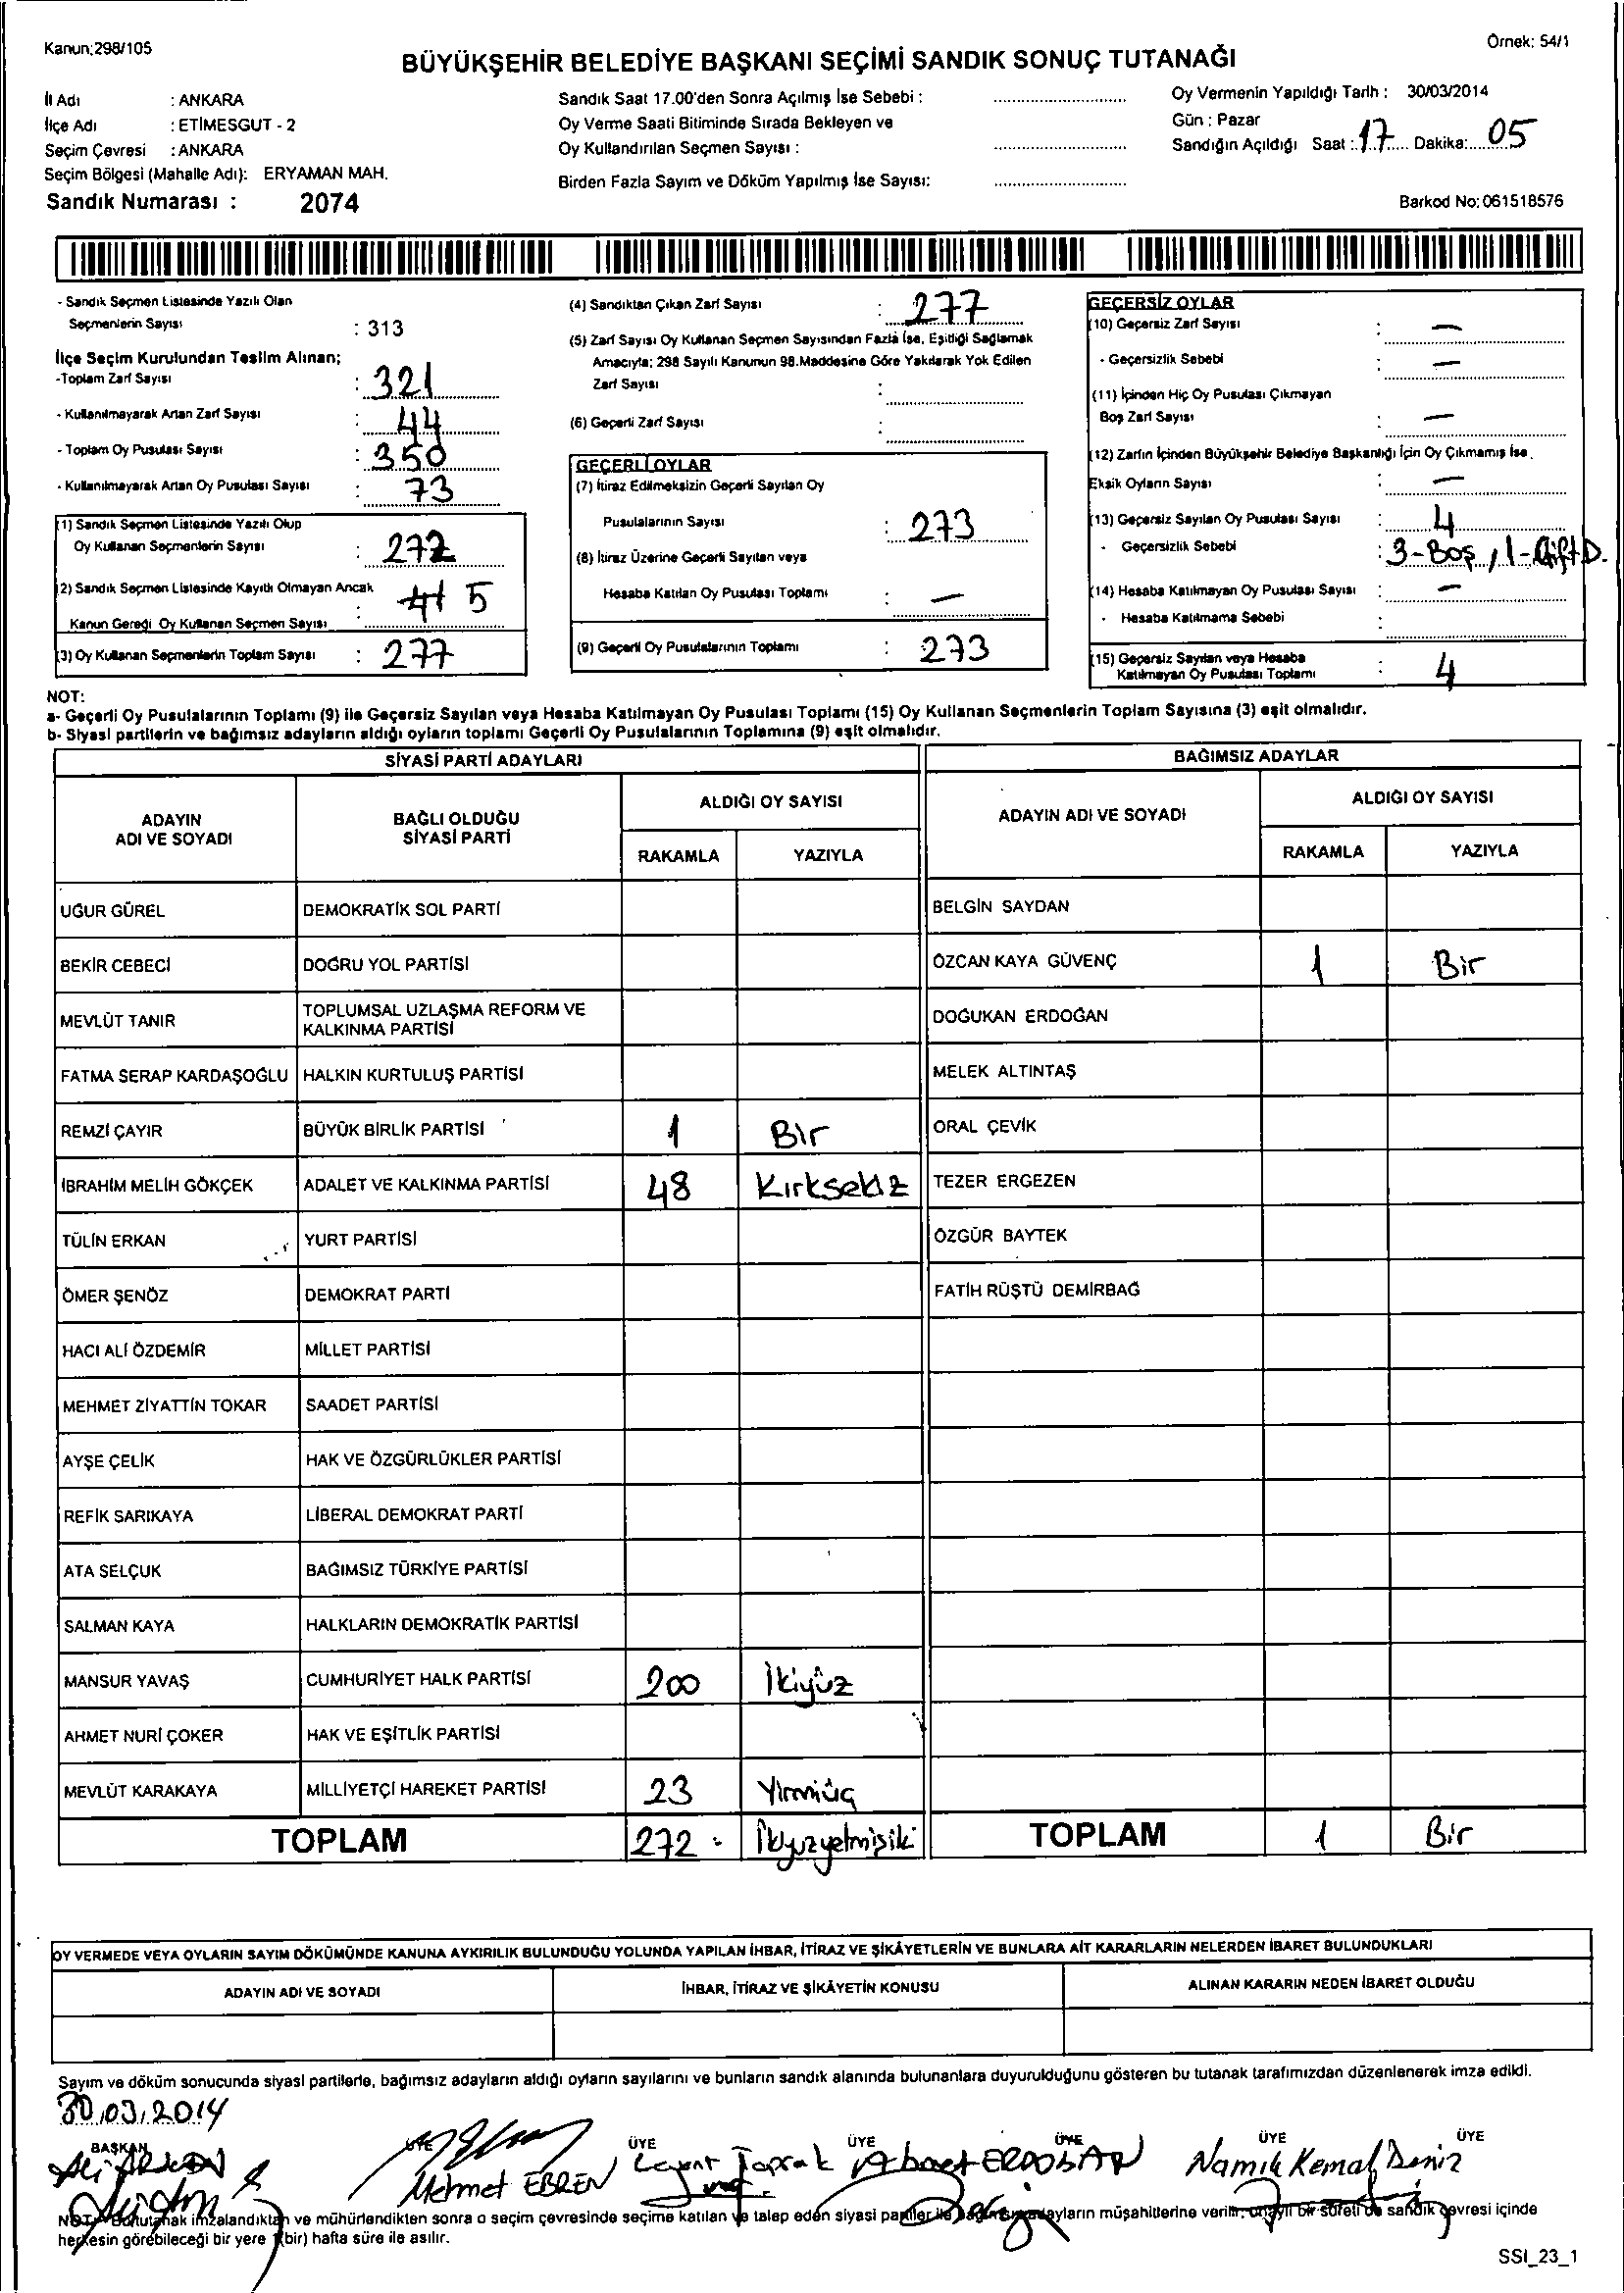 Kanun:298/105
Örnek: 54/1
BÜYÜKŞEHİR BELEDİYE BAŞKANI SEÇİMİ SANDIK SONUÇ TUTANAĞI
İl Adı : ANKARA
İlçe Adı : ETİMESGUT - 2
Seçim Çevresi : ANKARA
Seçim Bölgesi (Mahalle Adı): ERYAMAN MAH.
Sandık Numarası : 2074
Sandık Saat 17.00'den Sonra Açılmış İse Sebebi :
Oy Verme Saati Bitiminde Sırada Bekleyen ve
Oy Kullandırılan Seçmen Sayısı :
Birden Fazla Sayım ve Döküm Yapılmış İse Sayısı:
Oy Vermenin Yapıldığı Tarih : 30/03/2014
Gün : Pazar
Sandığın Açıldığı Saat : 17 Dakika: 05
Barkod No: 061518576
- Sandık Seçmen Listesinde Yazılı Olan
Seçmenlerin Sayısı : 313
İlçe Seçim Kurulundan Teslim Alınan;
-Toplam Zarf Sayısı : 321
- Kullanılmayarak Artan Zarf Sayısı : 44
- Toplam Oy Pusulası Sayısı : 350
- Kullanılmayarak Artan Oy Pusulası Sayısı : 73
(1) Sandık Seçmen Listesinde Yazılı Olup
Oy Kullanan Seçmenlerin Sayısı : 272
(2) Sandık Seçmen Listesinde Kayıtlı Olmayan Ancak
Kanun Gereği Oy Kullanan Seçmen Sayısı : 5
(3) Oy Kullanan Seçmenlerin Toplam Sayısı : 277
(4) Sandıktan Çıkan Zarf Sayısı : 277
(5) Zarf Sayısı Oy Kullanan Seçmen Sayısından Fazla İse, Eşitliği Sağlamak
Amacıyla; 298 Sayılı Kanunun 98.Maddesine Göre Yakılarak Yok Edilen
Zarf Sayısı :
(6) Geçerli Zarf Sayısı :
GEÇERLİ OYLAR
(7) İtiraz Edilmeksizin Geçerli Sayılan Oy
Pusulalarının Sayısı : 273
(8) İtiraz Üzerine Geçerli Sayılan veya
Hesaba Katılan Oy Pusulası Toplamı : —
(9) Geçerli Oy Pusulalarının Toplamı : 273
GEÇERSİZ OYLAR
(10) Geçersiz Zarf Sayısı : —
- Geçersizlik Sebebi : —
(11) İçinden Hiç Oy Pusulası Çıkmayan
Boş Zarf Sayısı : —
(12) Zarfın İçinden Büyükşehir Belediye Başkanlığı İçin Oy Çıkmamış İse,
Eksik Oyların Sayısı : —
(13) Geçersiz Sayılan Oy Pusulası Sayısı : 4
- Geçersizlik Sebebi : 3-Boş, 1-Çift D.
(14) Hesaba Katılmayan Oy Pusulası Sayısı : —
- Hesaba Katılmama Sebebi :
(15) Geçersiz Sayılan veya Hesaba
Katılmayan Oy Pusulası Toplamı : 4
NOT:
a- Geçerli Oy Pusulalarının Toplamı (9) ile Geçersiz Sayılan veya Hesaba Katılmayan Oy Pusulası Toplamı (15) Oy Kullanan Seçmenlerin Toplam Sayısına (3) eşit olmalıdır.
b- Siyasi partilerin ve bağımsız adayların aldığı oyların toplamı Geçerli Oy Pusulalarının Toplamına (9) eşit olmalıdır.
SİYASİ PARTİ ADAYLARI
BAĞIMSIZ ADAYLAR
ADAYIN ADI VE SOYADI
BAĞLI OLDUĞU SİYASİ PARTİ
ALDIĞI OY SAYISI
RAKAMLA YAZIYLA
ADAYIN ADI VE SOYADI
ALDIĞI OY SAYISI
RAKAMLA YAZIYLA
UĞUR GÜREL DEMOKRATİK SOL PARTİ BELGİN SAYDAN
BEKİR CEBECİ DOĞRU YOL PARTİSİ ÖZCAN KAYA GÜVENÇ 1 Bir
MEVLÜT TANIR TOPLUMSAL UZLAŞMA REFORM VE KALKINMA PARTİSİ DOĞUKAN ERDOĞAN
FATMA SERAP KARDAŞOĞLU HALKIN KURTULUŞ PARTİSİ MELEK ALTINTAŞ
REMZİ ÇAYIR BÜYÜK BİRLİK PARTİSİ 1 Bir ORAL ÇEVİK
İBRAHİM MELİH GÖKÇEK ADALET VE KALKINMA PARTİSİ 48 Kırksekiz TEZER ERGEZEN
TÜLİN ERKAN YURT PARTİSİ ÖZGÜR BAYTEK
ÖMER ŞENÖZ DEMOKRAT PARTİ FATİH RÜŞTÜ DEMİRBAĞ
HACI ALİ ÖZDEMİR MİLLET PARTİSİ
MEHMET ZİYATTİN TOKAR SAADET PARTİSİ
AYŞE ÇELİK HAK VE ÖZGÜRLÜKLER PARTİSİ
REFİK SARIKAYA LİBERAL DEMOKRAT PARTİ
ATA SELÇUK BAĞIMSIZ TÜRKİYE PARTİSİ
SALMAN KAYA HALKLARIN DEMOKRATİK PARTİSİ
MANSUR YAVAŞ CUMHURİYET HALK PARTİSİ 200 İkiyüz
AHMET NURİ ÇOKER HAK VE EŞİTLİK PARTİSİ
MEVLÜT KARAKAYA MİLLİYETÇİ HAREKET PARTİSİ 23 Yirmiüç
TOPLAM 272 İkiyuzyetmişiki TOPLAM 1 Bir
OY VERMEDE VEYA OYLARIN SAYIM DÖKÜMÜNDE KANUNA AYKIRILIK BULUNDUĞU YOLUNDA YAPILAN İHBAR, İTİRAZ VE ŞİKÂYETLERİN VE BUNLARA AİT KARARLARIN NELERDEN İBARET BULUNDUKLARI
ADAYIN ADI VE SOYADI İHBAR, İTİRAZ VE ŞİKÂYETİN KONUSU ALINAN KARARIN NEDEN İBARET OLDUĞU
Sayım ve döküm sonucunda siyasi partilerle, bağımsız adayların aldığı oyların sayılarını ve bunların sandık alanında bulunanlara duyurulduğunu gösteren bu tutanak tarafımızdan düzenlenerek imza edildi.
30.03.2014
BAŞKAN ÜYE ÜYE ÜYE ÜYE ÜYE ÜYE
Mehmet EBREN Levent Toprak Ahmet ERDOĞAN Namık Kemal Deniz
NOT: Bu tutanak imzalandıktan ve mühürlendikten sonra o seçim çevresinde seçime katılan ve talep eden siyasi partiler ile bağımsız adayların müşahitlerine verilir, onaylı bir sureti de sandık çevresi içinde
herkesin görebileceği bir yere 1(bir) hafta süre ile asılır.
SSI_23_1